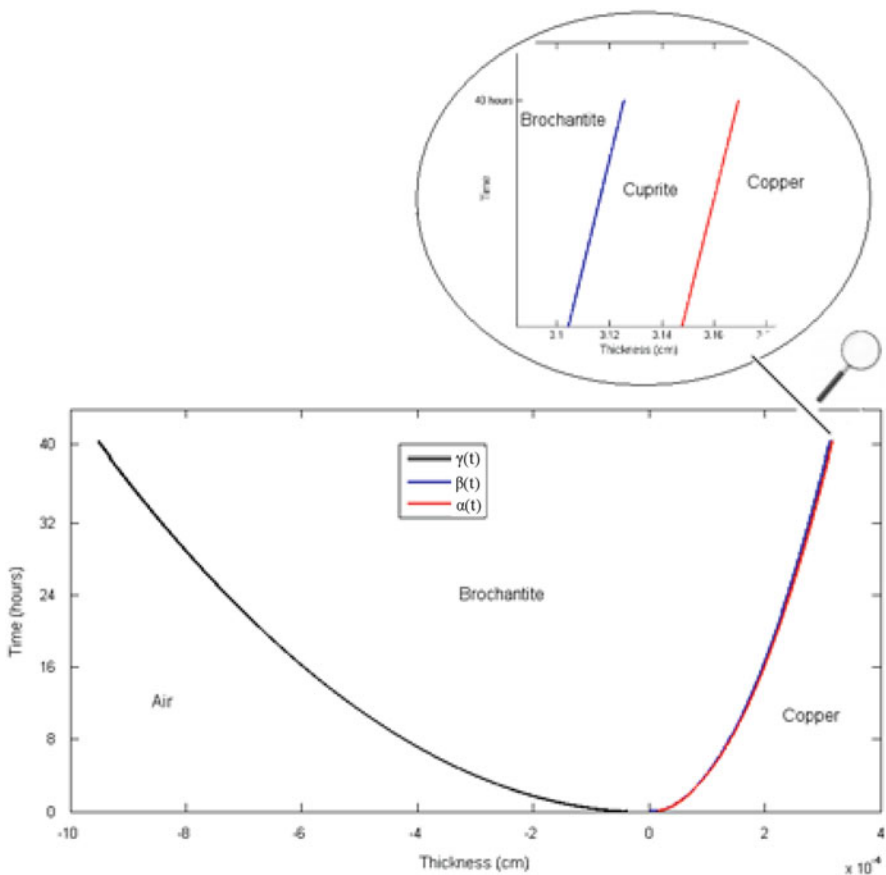 40 hours
Brochantite
Cuprite
Copper
Time
3.1 3.12 3.14 3.16
Thickness (cm)
40
32
24
16
8
0
Time (hours)
γ(t)
β(t)
α(t)
Brochantite
Air
Copper
-10 -8 -6 -4 -2 0 2 4
Thickness (cm)
x 10⁻⁴